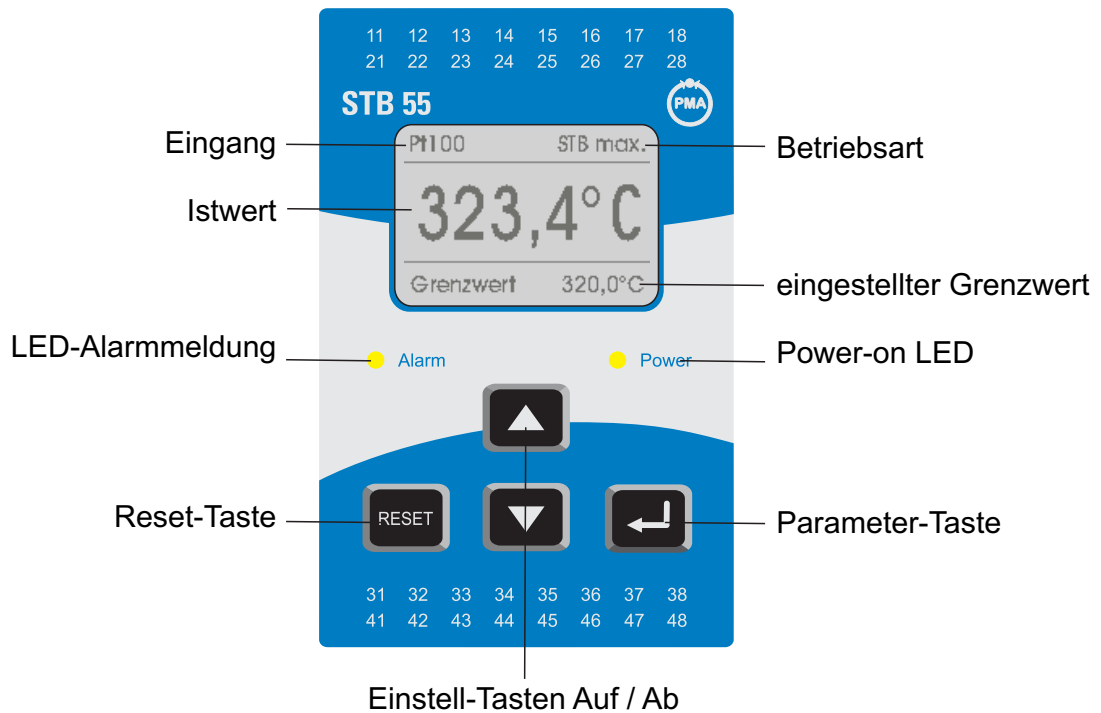 11 12 13 14 15 16 17 18
21 22 23 24 25 26 27 28
STB 55
PMA
Eingang
Pt100 STB max.
Betriebsart
Istwert
323,4°C
Grenzwert 320,0°C
eingestellter Grenzwert
LED-Alarmmeldung
Alarm
Power
Power-on LED
Reset-Taste
RESET
Parameter-Taste
31 32 33 34 35 36 37 38
41 42 43 44 45 46 47 48
Einstell-Tasten Auf / Ab